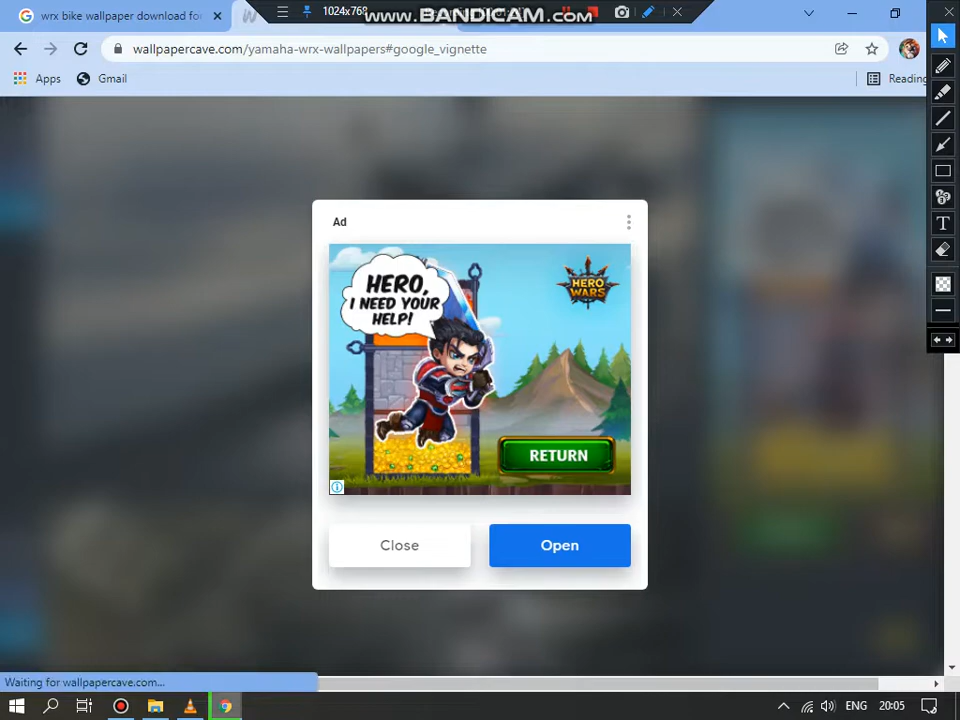 wrx bike wallpaper download fo
1024x768
WWW.BANDICAM.COM
wallpapercave.com/yamaha-wrx-wallpapers#google_vignette
Apps
Gmail
Reading
Ad
HERO,
I NEED YOUR
HELP!
HERO
WARS
RETURN
Close
Open
Waiting for wallpapercave.com...
ENG
20:05